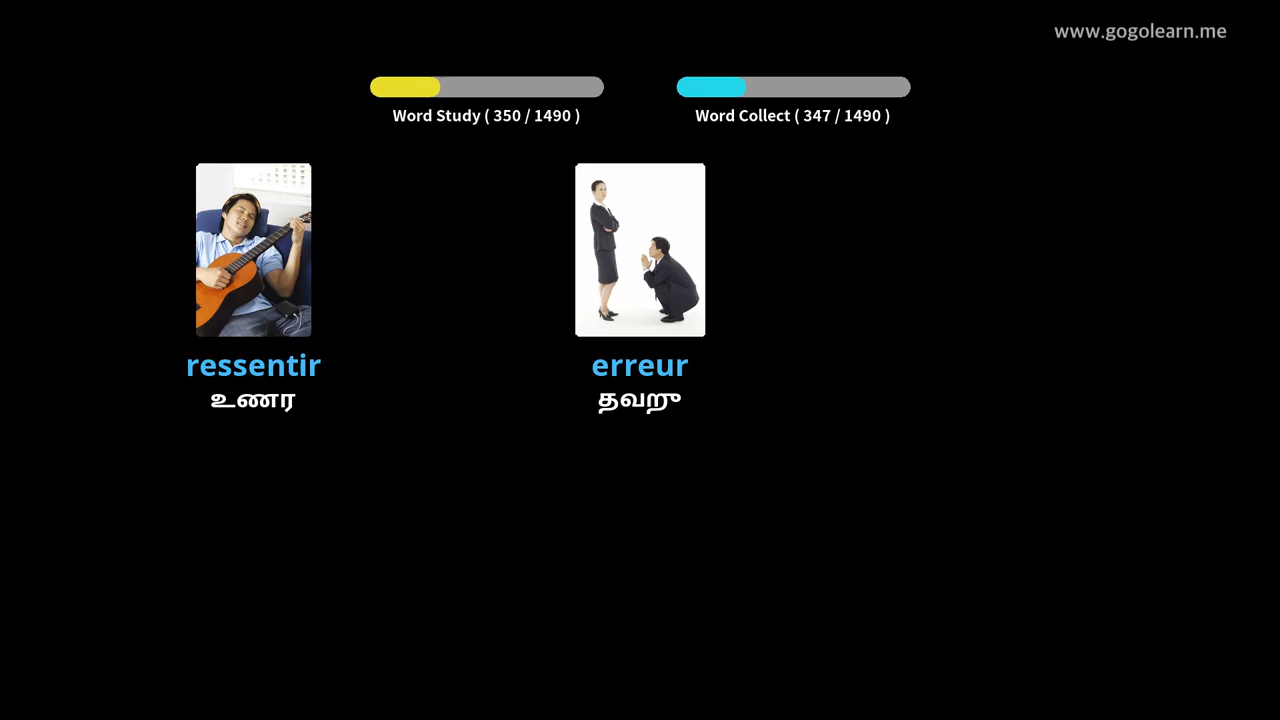 www.gogolearn.me
Word Study ( 350 / 1490 )
Word Collect ( 347 / 1490 )
ressentir
உணர
erreur
தவறு